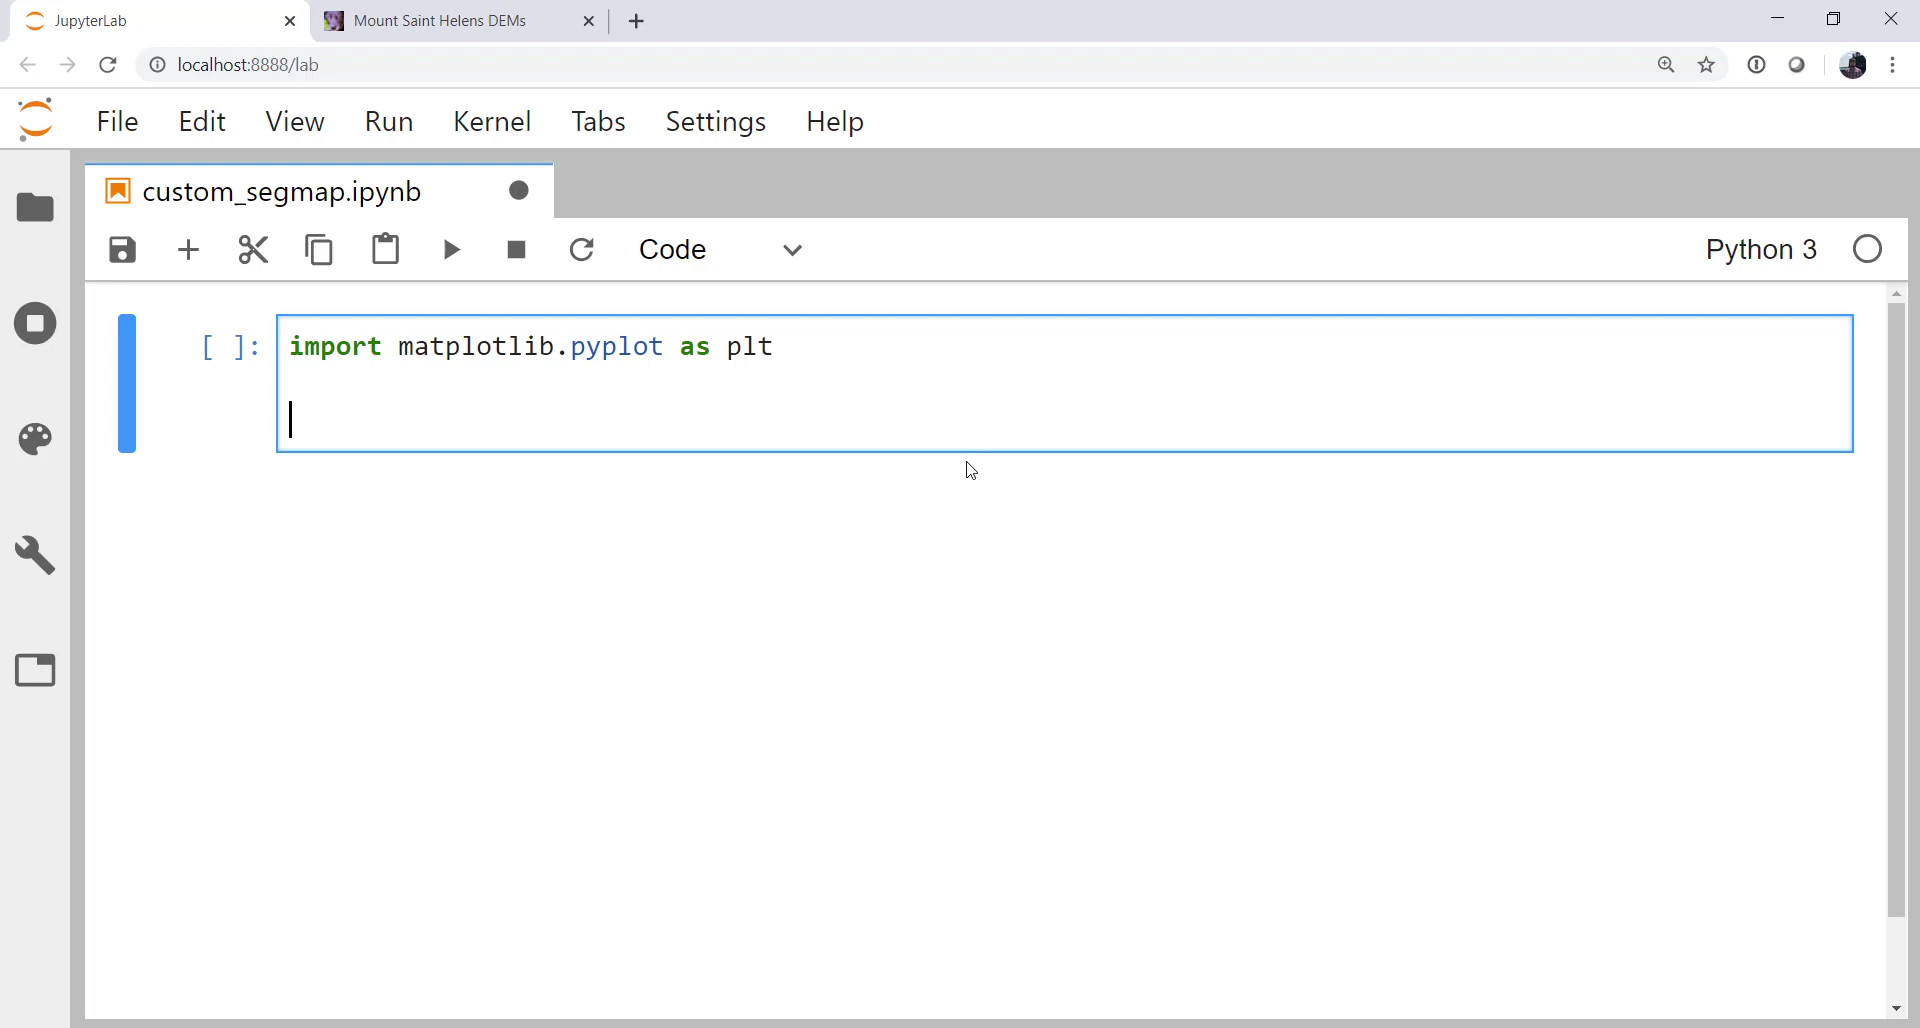 JupyterLab
Mount Saint Helens DEMs
localhost:8888/lab
File Edit View Run Kernel Tabs Settings Help
custom_segmap.ipynb
Code
Python 3
[ ]: import matplotlib.pyplot as plt